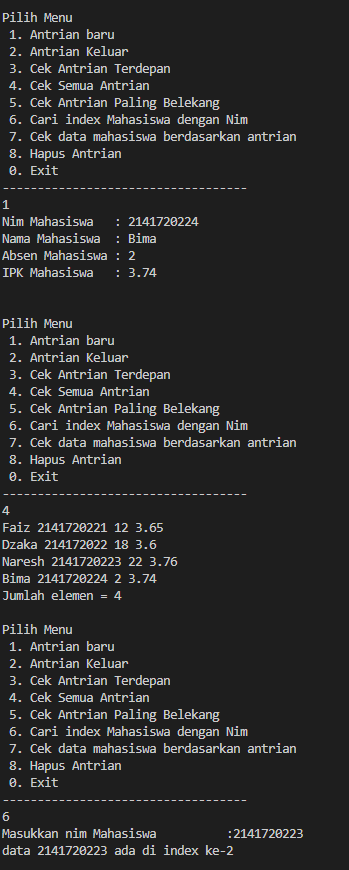 Pilih Menu
1. Antrian baru
2. Antrian Keluar
3. Cek Antrian Terdepan
4. Cek Semua Antrian
5. Cek Antrian Paling Belekang
6. Cari index Mahasiswa dengan Nim
7. Cek data mahasiswa berdasarkan antrian
8. Hapus Antrian
0. Exit
-----------------------------------
1
Nim Mahasiswa   : 2141720224
Nama Mahasiswa  : Bima
Absen Mahasiswa : 2
IPK Mahasiswa   : 3.74
Pilih Menu
1. Antrian baru
2. Antrian Keluar
3. Cek Antrian Terdepan
4. Cek Semua Antrian
5. Cek Antrian Paling Belekang
6. Cari index Mahasiswa dengan Nim
7. Cek data mahasiswa berdasarkan antrian
8. Hapus Antrian
0. Exit
-----------------------------------
4
Faiz 2141720221 12 3.65
Dzaka 214172022 18 3.6
Naresh 2141720223 22 3.76
Bima 2141720224 2 3.74
Jumlah elemen = 4
Pilih Menu
1. Antrian baru
2. Antrian Keluar
3. Cek Antrian Terdepan
4. Cek Semua Antrian
5. Cek Antrian Paling Belekang
6. Cari index Mahasiswa dengan Nim
7. Cek data mahasiswa berdasarkan antrian
8. Hapus Antrian
0. Exit
-----------------------------------
6
Masukkan nim Mahasiswa          :2141720223
data 2141720223 ada di index ke-2